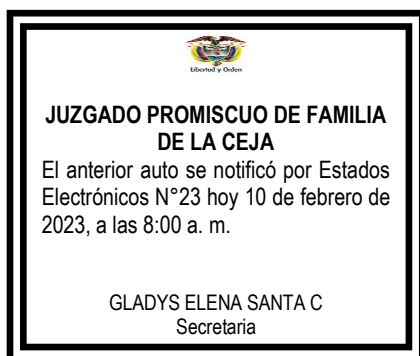 Libertad y Orden
JUZGADO PROMISCUO DE FAMILIA
DE LA CEJA
El anterior auto se notificó por Estados
Electrónicos N°23 hoy 10 de febrero de
2023, a las 8:00 a. m.
GLADYS ELENA SANTA C
Secretaria